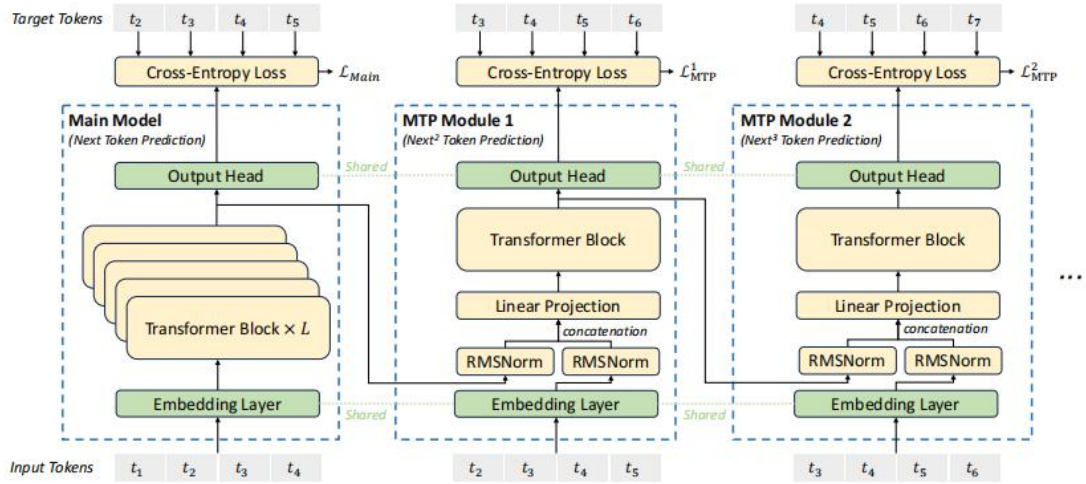 Target Tokens t₂ t₃ t₄ t₅ t₃ t₄ t₅ t₆ t₄ t₅ t₆ t₇
Cross-Entropy Loss ℒ_Main Cross-Entropy Loss ℒ¹_MTP Cross-Entropy Loss ℒ²_MTP
Main Model MTP Module 1 MTP Module 2
(Next Token Prediction) (Next² Token Prediction) (Next³ Token Prediction)
Output Head Shared Output Head Shared Output Head
Transformer Block Transformer Block
...
Linear Projection Linear Projection
Transformer Block × L concatenation concatenation
RMSNorm RMSNorm RMSNorm RMSNorm
Embedding Layer Shared Embedding Layer Shared Embedding Layer
Input Tokens t₁ t₂ t₃ t₄ t₂ t₃ t₄ t₅ t₃ t₄ t₅ t₆